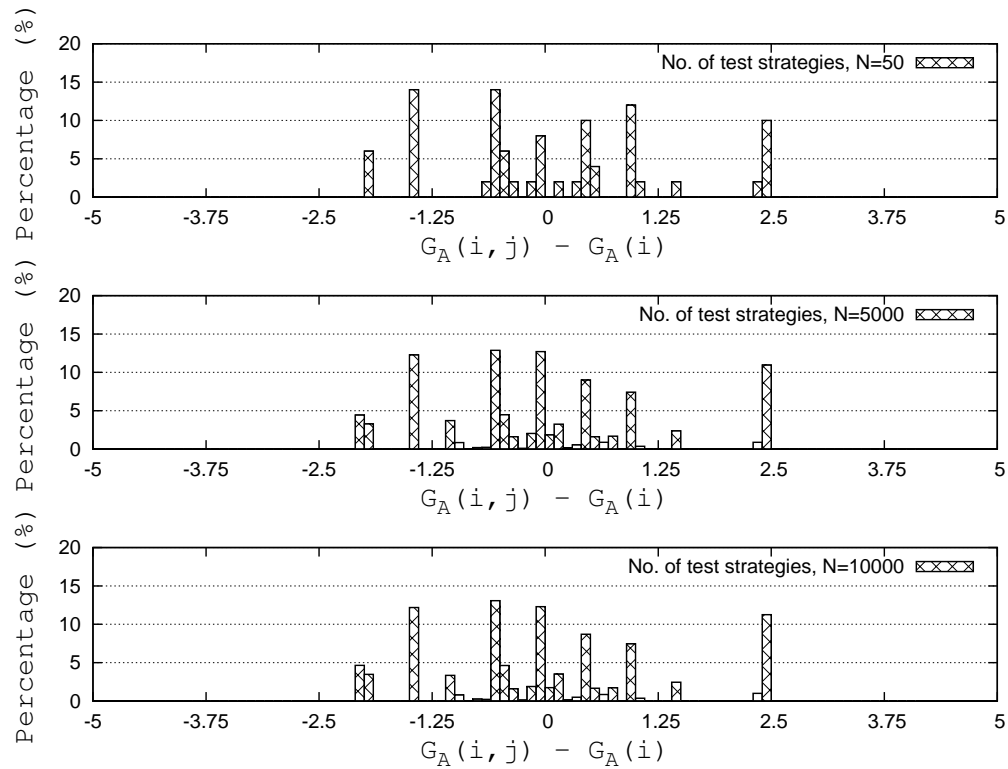 Percentage (%)
20
15
10
5
0
No. of test strategies, N=50
-5 -3.75 -2.5 -1.25 0 1.25 2.5 3.75 5
G_A(i,j) − G_A(i)
Percentage (%)
20
15
10
5
0
No. of test strategies, N=5000
-5 -3.75 -2.5 -1.25 0 1.25 2.5 3.75 5
G_A(i,j) − G_A(i)
Percentage (%)
20
15
10
5
0
No. of test strategies, N=10000
-5 -3.75 -2.5 -1.25 0 1.25 2.5 3.75 5
G_A(i,j) − G_A(i)